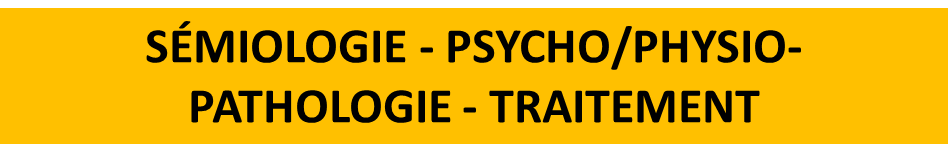 SÉMIOLOGIE - PSYCHO/PHYSIO-
PATHOLOGIE - TRAITEMENT